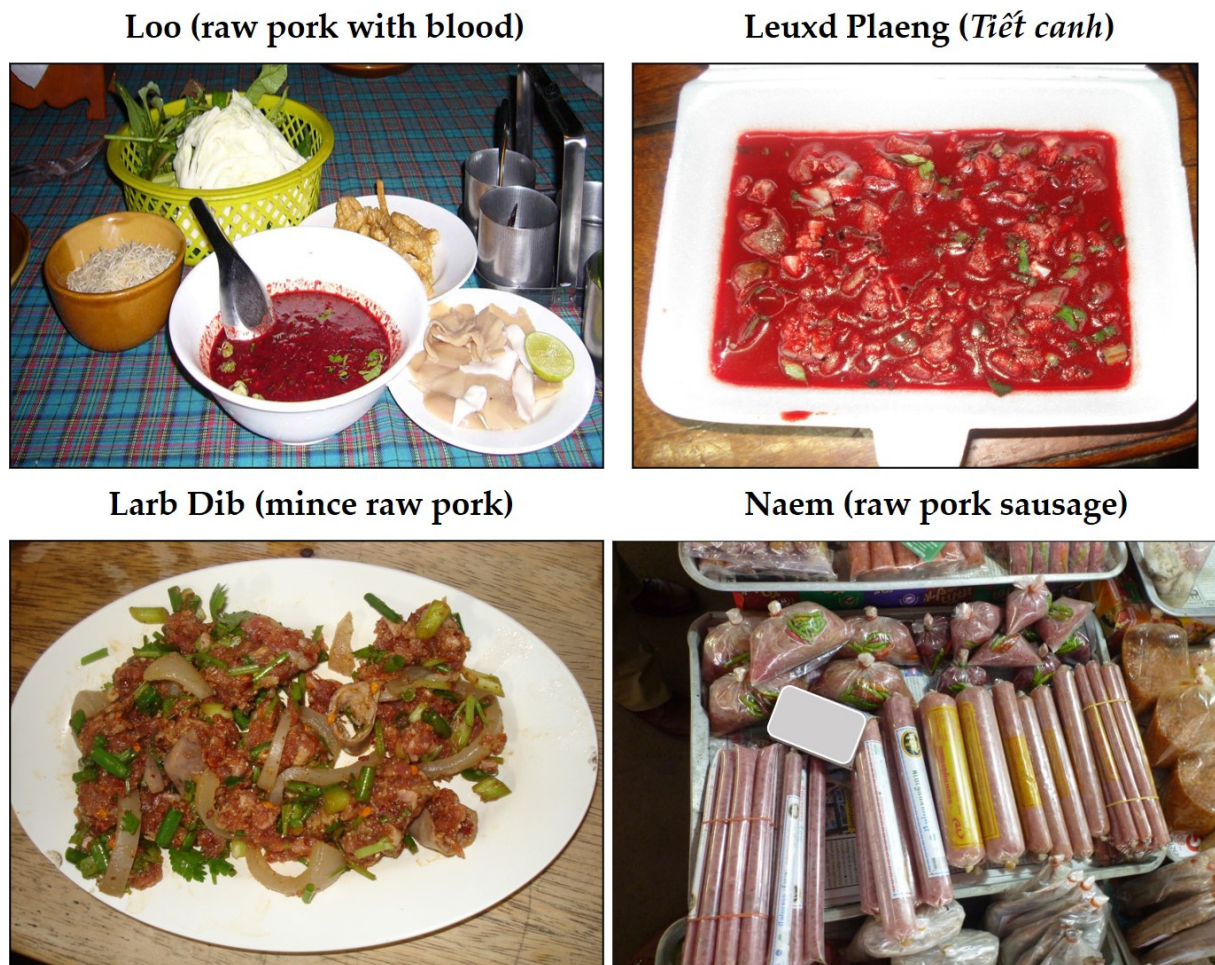 Loo (raw pork with blood)
Leuxd Plaeng (Tiết canh)
Larb Dib (mince raw pork)
Naem (raw pork sausage)